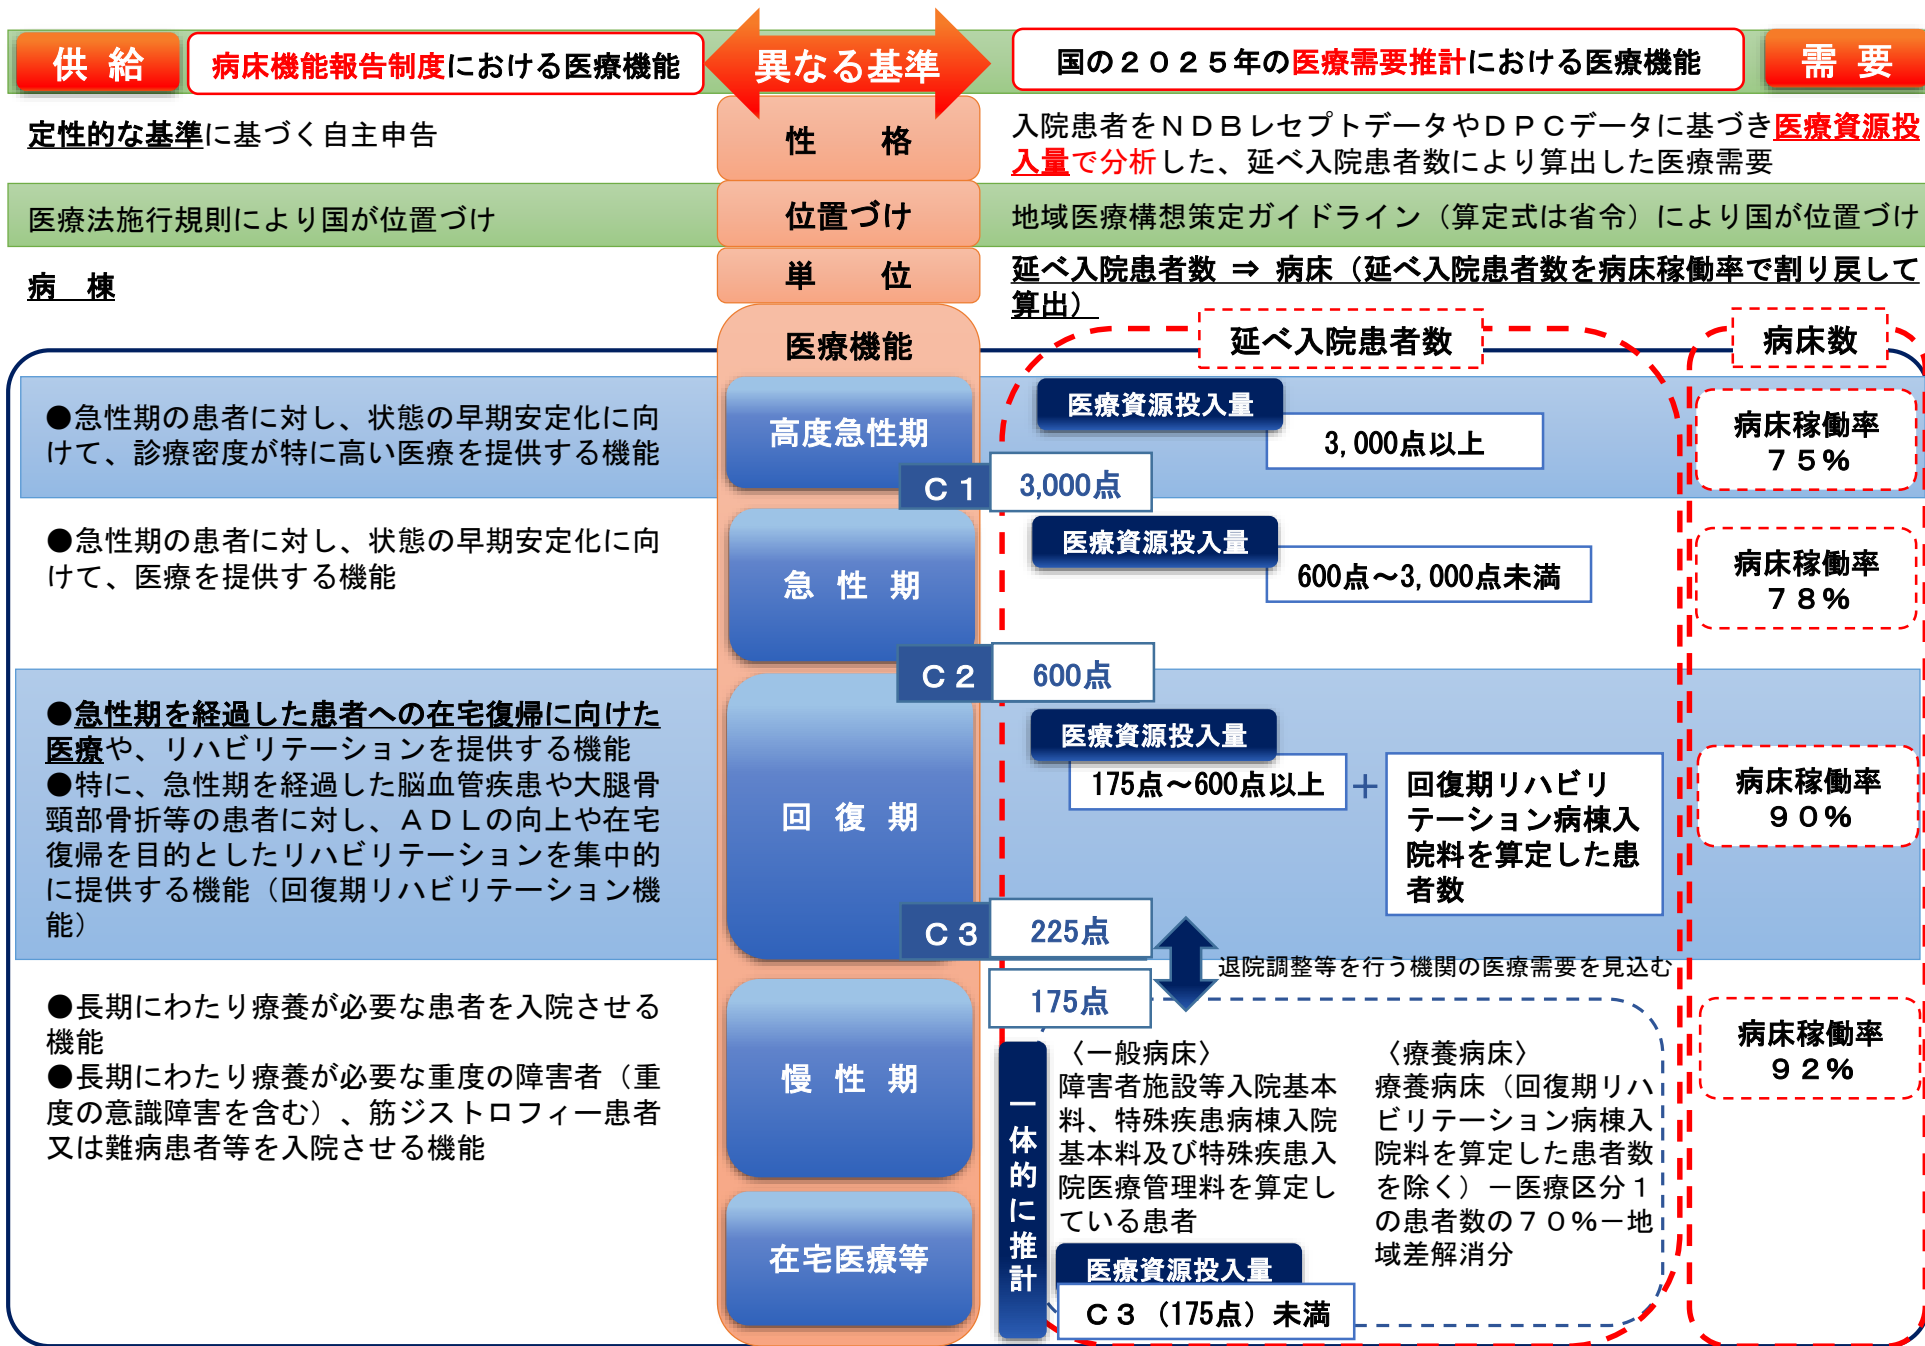 供 給
病床機能報告制度における医療機能
異なる基準
国の２０２５年の医療需要推計における医療機能
需 要
定性的な基準に基づく自主申告
性　格
入院患者をＮＤＢレセプトデータやＤＰＣデータに基づき医療資源投
入量で分析した、延べ入院患者数により算出した医療需要
医療法施行規則により国が位置づけ
位置づけ
地域医療構想策定ガイドライン（算定式は省令）により国が位置づけ
病　棟
単　位
延べ入院患者数 ⇒ 病床（延べ入院患者数を病床稼働率で割り戻して
算出）
医療機能
延べ入院患者数
病床数
●急性期の患者に対し、状態の早期安定化に向
けて、診療密度が特に高い医療を提供する機能
高度急性期
医療資源投入量
3,000点以上
病床稼働率
７５％
Ｃ１
3,000点
●急性期の患者に対し、状態の早期安定化に向
けて、医療を提供する機能
急 性 期
医療資源投入量
600点～3,000点未満
病床稼働率
７８％
Ｃ２
600点
●急性期を経過した患者への在宅復帰に向けた
医療や、リハビリテーションを提供する機能
●特に、急性期を経過した脳血管疾患や大腿骨
頸部骨折等の患者に対し、ＡＤＬの向上や在宅
復帰を目的としたリハビリテーションを集中的
に提供する機能（回復期リハビリテーション機
能）
回 復 期
医療資源投入量
175点～600点以上
＋
回復期リハビリ
テーション病棟入
院料を算定した患
者数
病床稼働率
９０％
Ｃ３
225点
退院調整等を行う機関の医療需要を見込む
175点
●長期にわたり療養が必要な患者を入院させる
機能
●長期にわたり療養が必要な重度の障害者（重
度の意識障害を含む）、筋ジストロフィー患者
又は難病患者等を入院させる機能
慢 性 期
在宅医療等
一体的に推計
〈一般病床〉
障害者施設等入院基本
料、特殊疾患病棟入院
基本料及び特殊疾患入
院医療管理料を算定し
ている患者
〈療養病床〉
療養病床（回復期リハ
ビリテーション病棟入
院料を算定した患者数
を除く）－医療区分１
の患者数の７０％－地
域差解消分
医療資源投入量
Ｃ３（175点）未満
病床稼働率
９２％